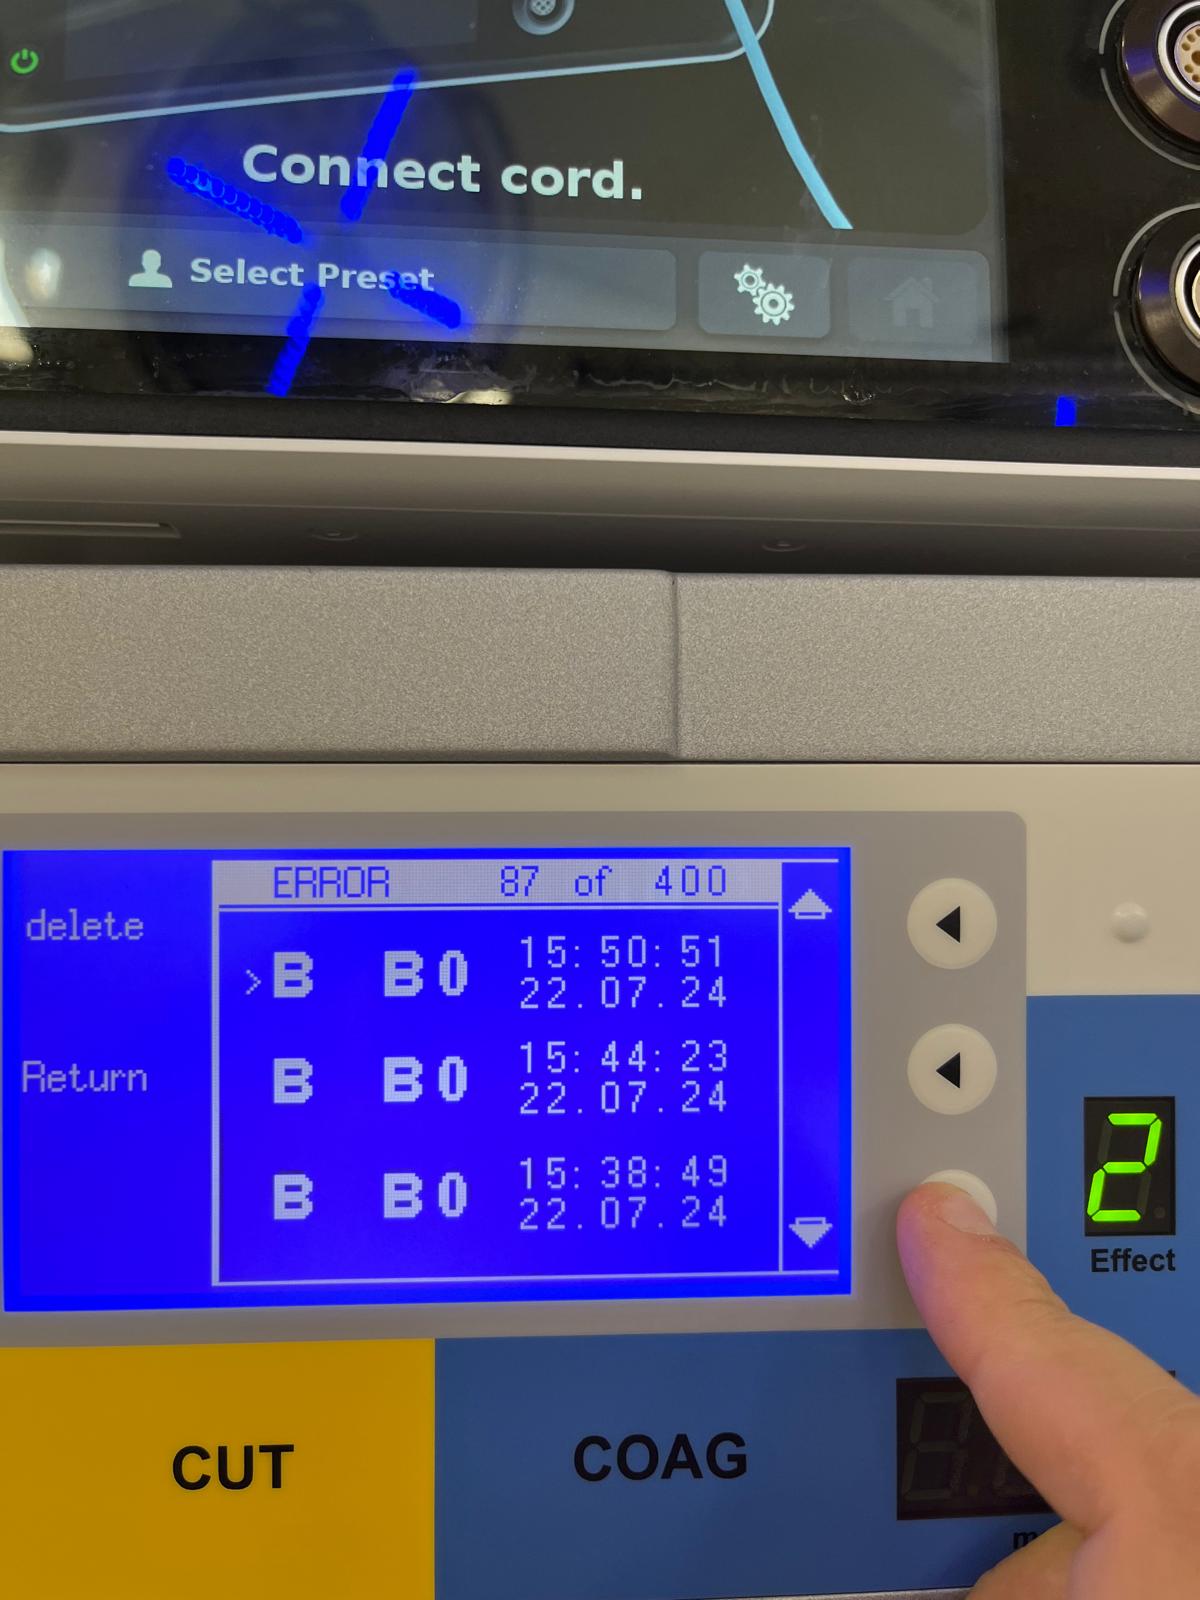 Connect cord.
Select Preset
ERROR 87 of 400
delete
>B B0 15:50:51
22.07.24
Return
B B0 15:44:23
22.07.24
B B0 15:38:49
22.07.24
2
Effect
CUT
COAG